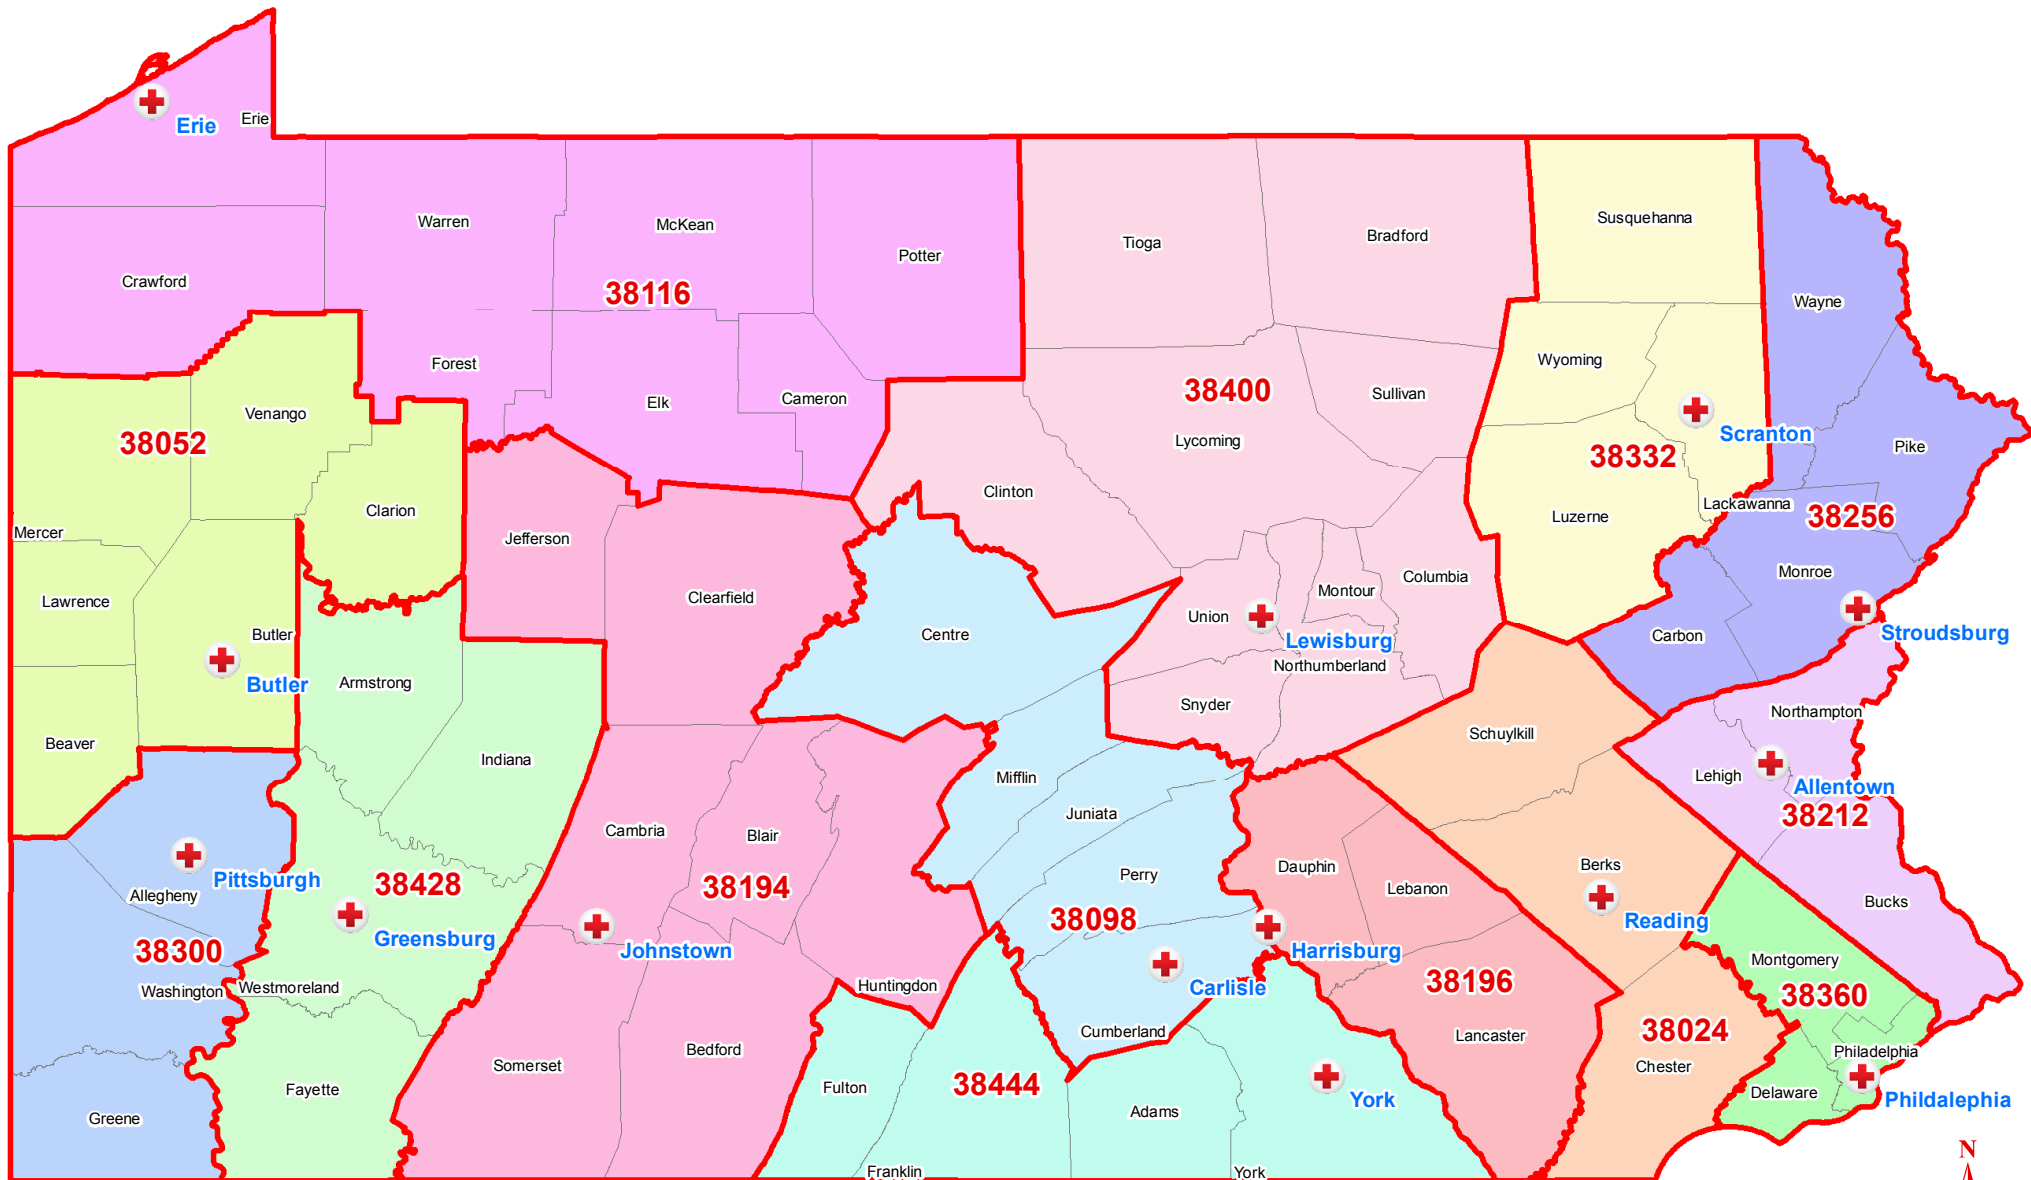 Erie
Erie
Warren
McKean
Potter
Crawford
38116
Tioga
Bradford
Susquehanna
Wayne
Forest
Elk
Cameron
Venango
38052
38400
Sullivan
Lycoming
Wyoming
Scranton
38332
Pike
Mercer
Clarion
Jefferson
Clinton
Luzerne
Lackawanna
38256
Lawrence
Butler
Butler
Clearfield
Centre
Union
Montour
Columbia
Lewisburg
Northumberland
Monroe
Carbon
Stroudsburg
Beaver
Armstrong
Indiana
Snyder
Schuylkill
Northampton
Lehigh
Allentown
38212
Mifflin
Juniata
Cambria
Blair
38194
Perry
Dauphin
Lebanon
Berks
Reading
Bucks
Pittsburgh
Allegheny
38428
Greensburg
Johnstown
38098
Carlisle
Harrisburg
38300
Washington
Westmoreland
Huntingdon
Cumberland
38196
Lancaster
Montgomery
38360
38024
Chester
Philadelphia
Delaware
Phildalephia
Greene
Fayette
Somerset
Bedford
Fulton
38444
Adams
York
Franklin
York
N